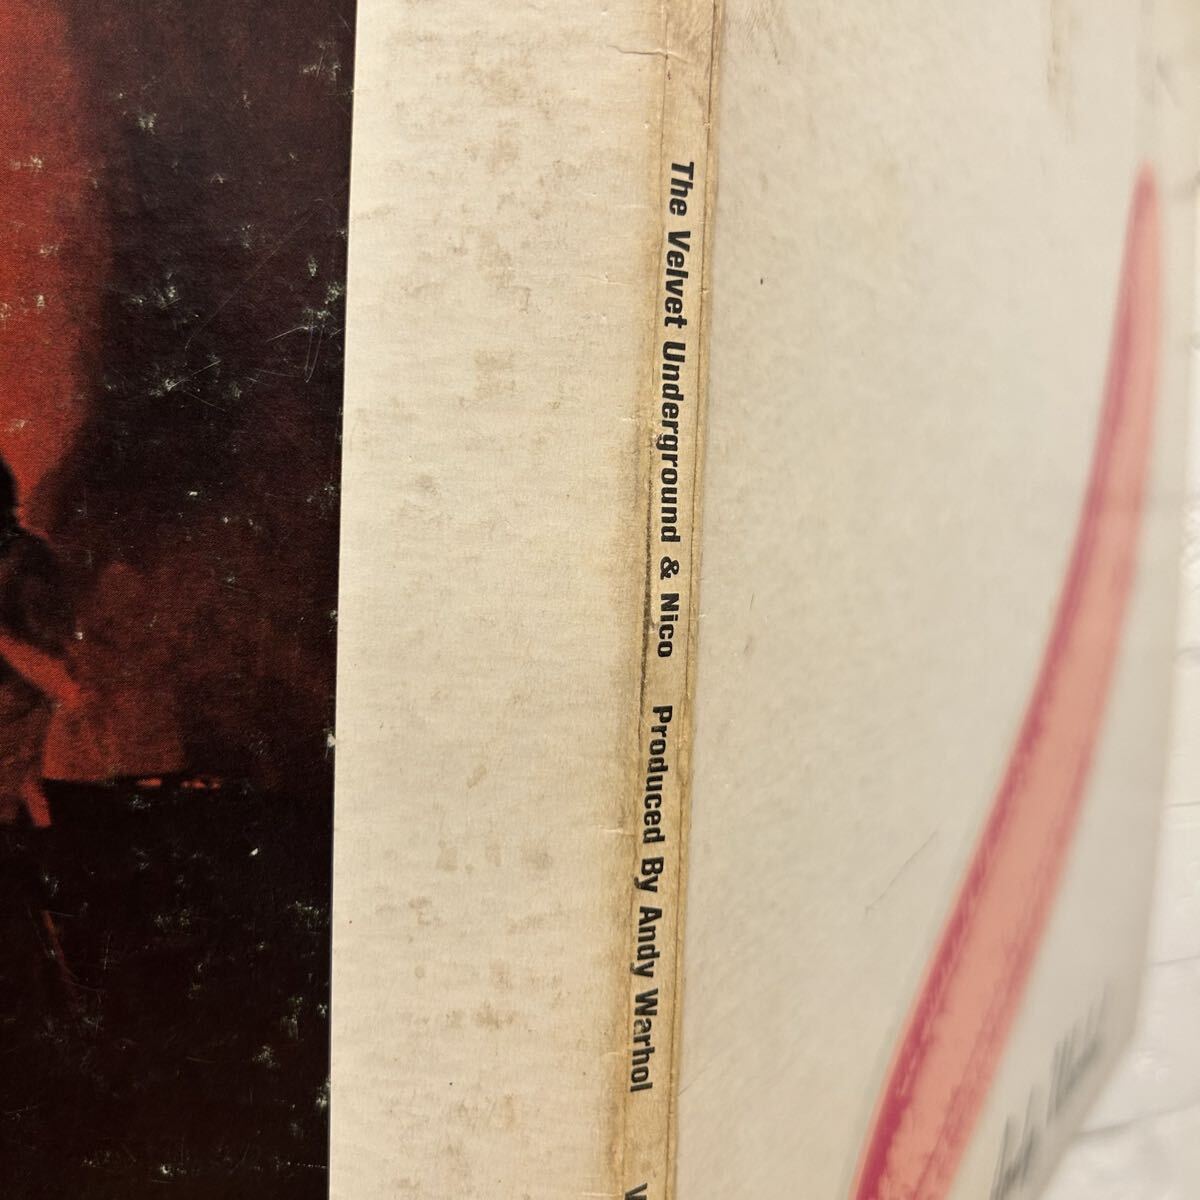 The Velvet Underground & Nico Produced By Andy Warhol V